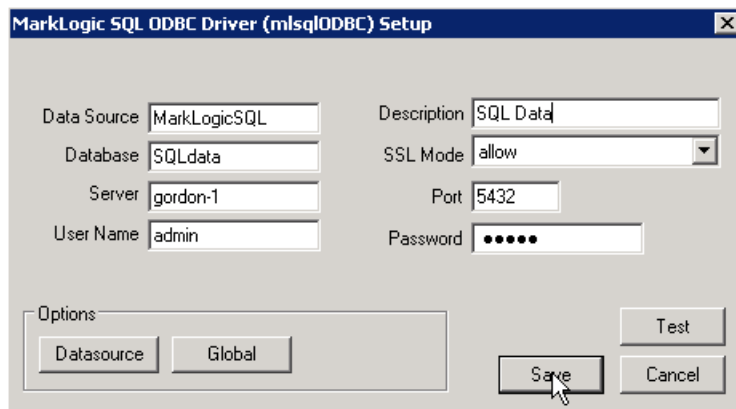 MarkLogic SQL ODBC Driver (mlsqlODBC) Setup
Data Source MarkLogicSQL
Description SQL Data
Database SQLdata
SSL Mode allow
Server gordon-1
Port 5432
User Name admin
Password •••••
Options
Datasource Global
Test
Save Cancel